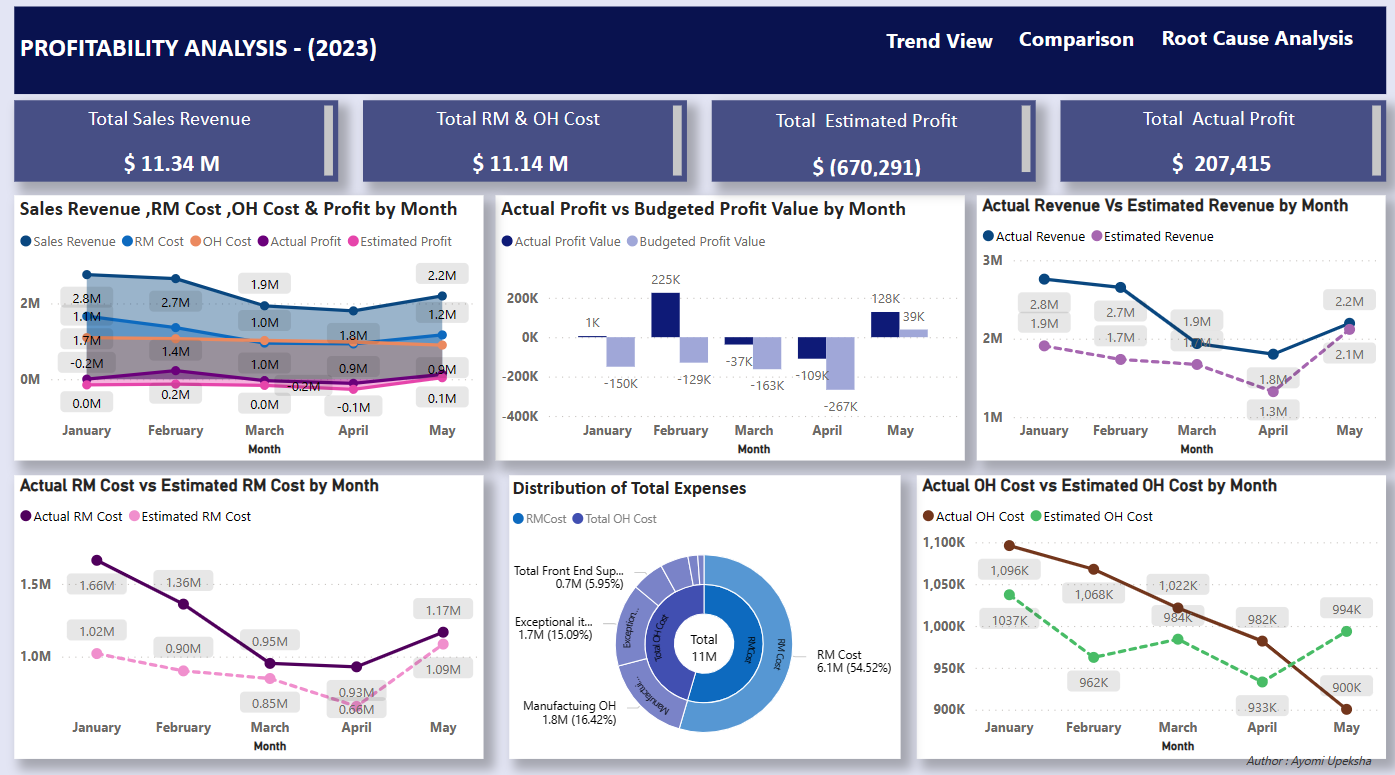 PROFITABILITY ANALYSIS - (2023)
Trend View
Comparison
Root Cause Analysis
Total Sales Revenue
$ 11.34 M
Total RM & OH Cost
$ 11.14 M
Total  Estimated Profit
$ (670,291)
Total  Actual Profit
$  207,415
Sales Revenue ,RM Cost ,OH Cost & Profit by Month
Sales Revenue RM Cost OH Cost Actual Profit Estimated Profit
2M
0M
2.8M
2.7M
1.9M
1.8M
2.2M
1.1M
1.7M
1.4M
1.0M
1.0M
0.9M
1.2M
0.9M
-0.2M
-0.2M
0.0M
0.2M
0.0M
-0.1M
0.1M
January February March April May
Month
Actual Profit vs Budgeted Profit Value by Month
Actual Profit Value Budgeted Profit Value
200K
0K
-200K
-400K
1K
225K
-37K
-109K
128K
-150K
-129K
-163K
-267K
39K
January February March April May
Month
Actual Revenue Vs Estimated Revenue by Month
Actual Revenue Estimated Revenue
3M
2M
1M
2.8M
2.7M
1.9M
1.8M
2.2M
1.9M
1.7M
1.3M
2.1M
January February March April May
Month
Actual RM Cost vs Estimated RM Cost by Month
Actual RM Cost Estimated RM Cost
1.5M
1.0M
1.66M
1.36M
0.95M
0.93M
1.17M
1.02M
0.90M
0.85M
0.66M
1.09M
January February March April May
Month
Distribution of Total Expenses
RMCost Total OH Cost
Total Front End Sup...
0.7M (5.95%)
Exceptional it...
1.7M (15.09%)
Manufactuing OH
1.8M (16.42%)
Exception...
Manufactu...
Total OH Cost
RMCost
RM Cost
Total
11M
RM Cost
6.1M (54.52%)
Actual OH Cost vs Estimated OH Cost by Month
Actual OH Cost Estimated OH Cost
1,100K
1,050K
1,000K
950K
900K
1,096K
1,068K
1,022K
982K
900K
1037K
962K
984K
933K
994K
January February March April May
Month
Author : Ayomi Upeksha